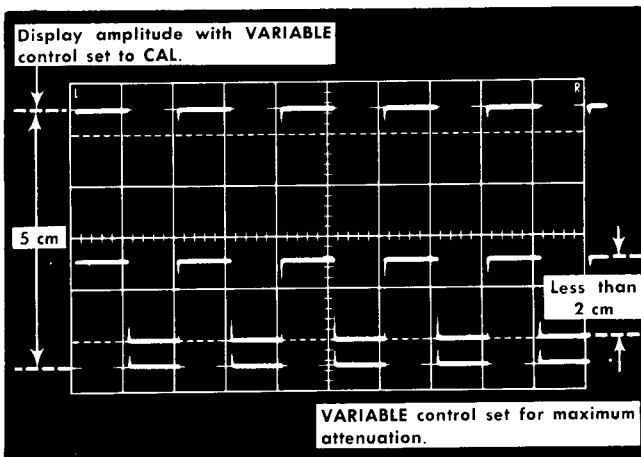 Display amplitude with VARIABLE
control set to CAL.
L
R
5 cm
Less than
2 cm
VARIABLE control set for maximum
attenuation.